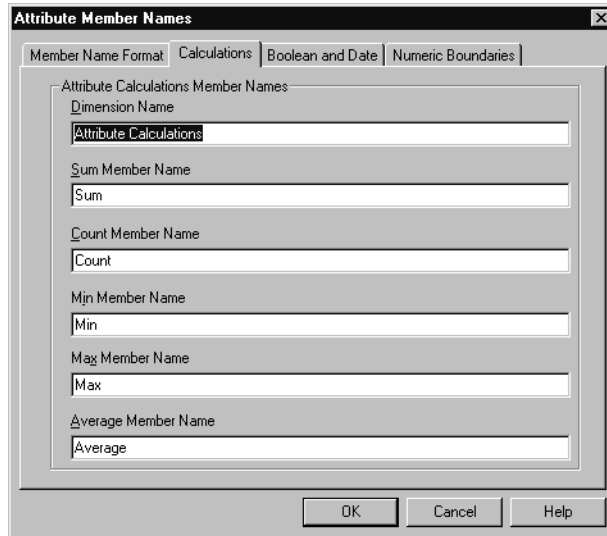 Attribute Member Names
Member Name Format Calculations Boolean and Date Numeric Boundaries
Attribute Calculations Member Names
Dimension Name
Attribute Calculations
Sum Member Name
Sum
Count Member Name
Count
Min Member Name
Min
Max Member Name
Max
Average Member Name
Average
OK Cancel Help